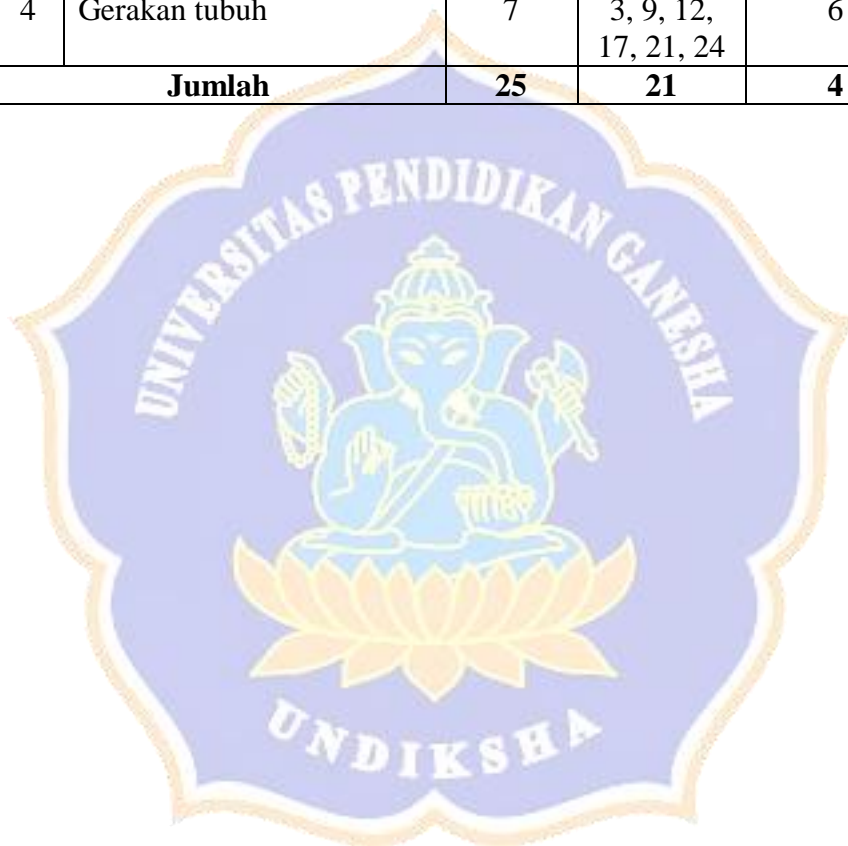 4 Gerakan tubuh 7 3, 9, 12, 6
17, 21, 24
Jumlah 25 21 4
UNIVERSITAS PENDIDIKAN GANESHA
UNDIKSHA